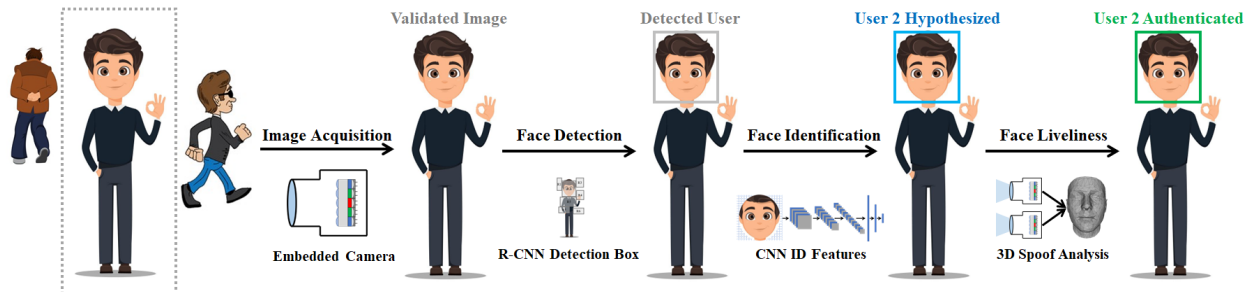 Validated Image
Detected User
User 2 Hypothesized
User 2 Authenticated
Image Acquisition
Face Detection
Face Identification
Face Liveliness
Embedded Camera
R-CNN Detection Box
CNN ID Features
3D Spoof Analysis